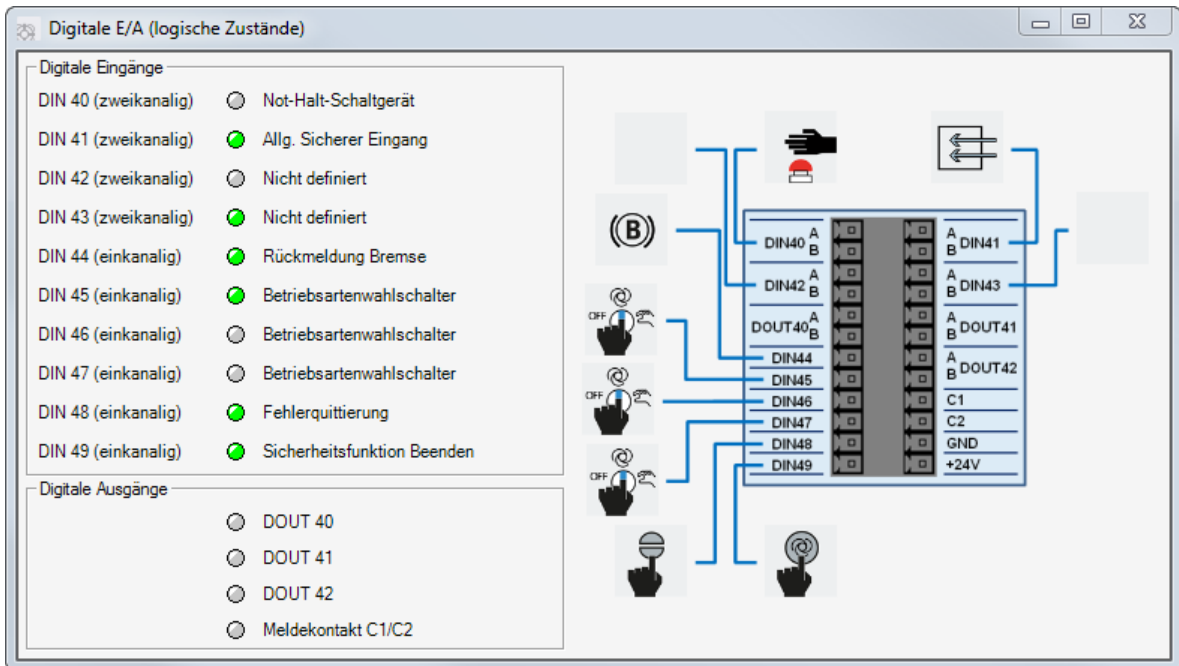 Digitale E/A (logische Zustände)
Digitale Eingänge
DIN 40 (zweikanalig) Not-Halt-Schaltgerät
DIN 41 (zweikanalig) Allg. Sicherer Eingang
DIN 42 (zweikanalig) Nicht definiert
DIN 43 (zweikanalig) Nicht definiert
DIN 44 (einkanalig) Rückmeldung Bremse
DIN 45 (einkanalig) Betriebsartenwahlschalter
DIN 46 (einkanalig) Betriebsartenwahlschalter
DIN 47 (einkanalig) Betriebsartenwahlschalter
DIN 48 (einkanalig) Fehlerquittierung
DIN 49 (einkanalig) Sicherheitsfunktion Beenden
Digitale Ausgänge
DOUT 40
DOUT 41
DOUT 42
Meldekontakt C1/C2
(B)
OFF
OFF
OFF
DIN40 A B
DIN42 A B
DOUT40 A B
DIN44
DIN45
DIN46
DIN47
DIN48
DIN49
A B DIN41
A B DIN43
A B DOUT41
A B DOUT42
C1
C2
GND
+24V